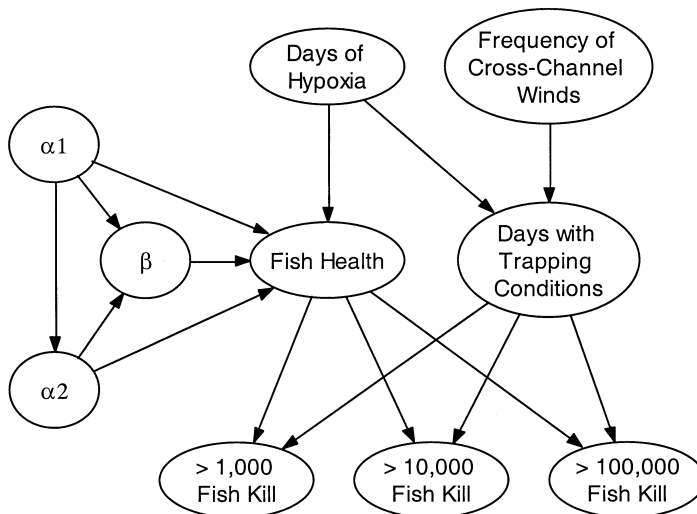 Days of
Hypoxia
Frequency of
Cross-Channel
Winds
α1
β
Fish Health
Days with
Trapping
Conditions
α2
> 1,000
Fish Kill
> 10,000
Fish Kill
> 100,000
Fish Kill